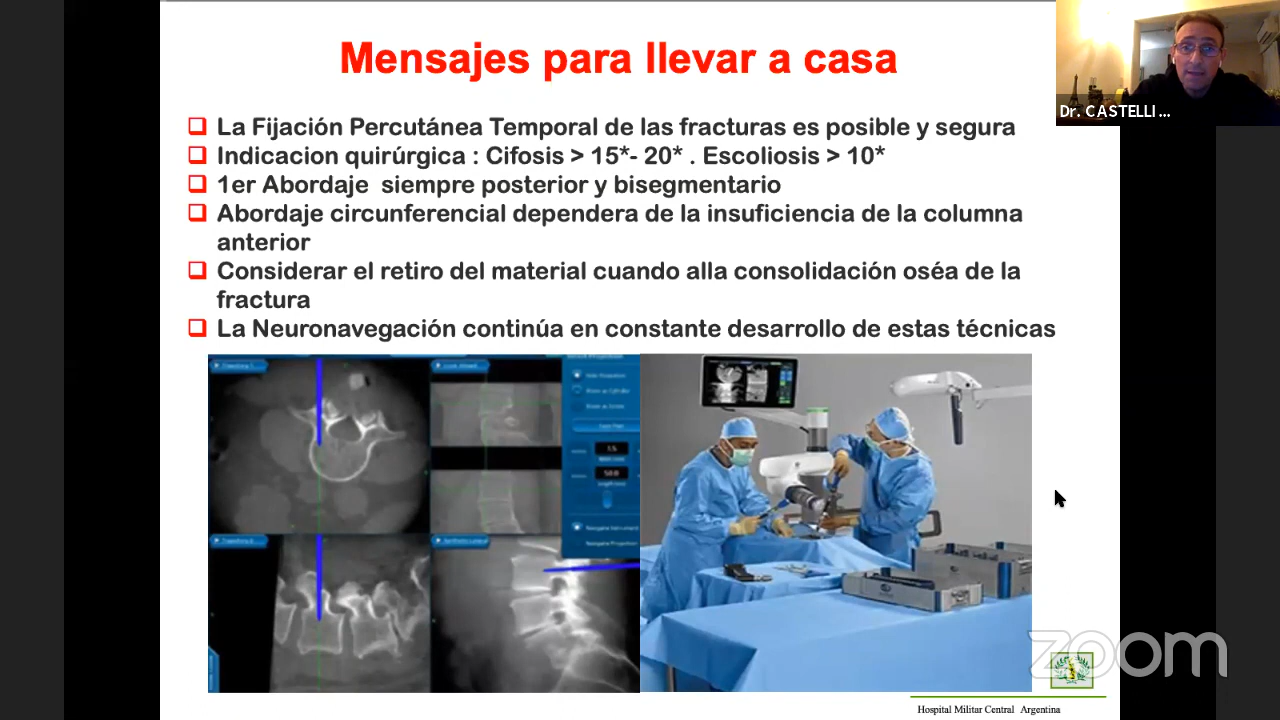 Mensajes para llevar a casa
Dr. CASTELLI ...
La Fijación Percutánea Temporal de las fracturas es posible y segura
Indicacion quirúrgica : Cifosis > 15*- 20* . Escoliosis > 10*
1er Abordaje siempre posterior y bisegmentario
Abordaje circunferencial dependera de la insuficiencia de la columna
anterior
Considerar el retiro del material cuando alla consolidación oséa de la
fractura
La Neuronavegación continúa en constante desarrollo de estas técnicas
zoom
Hospital Militar Central Argentina